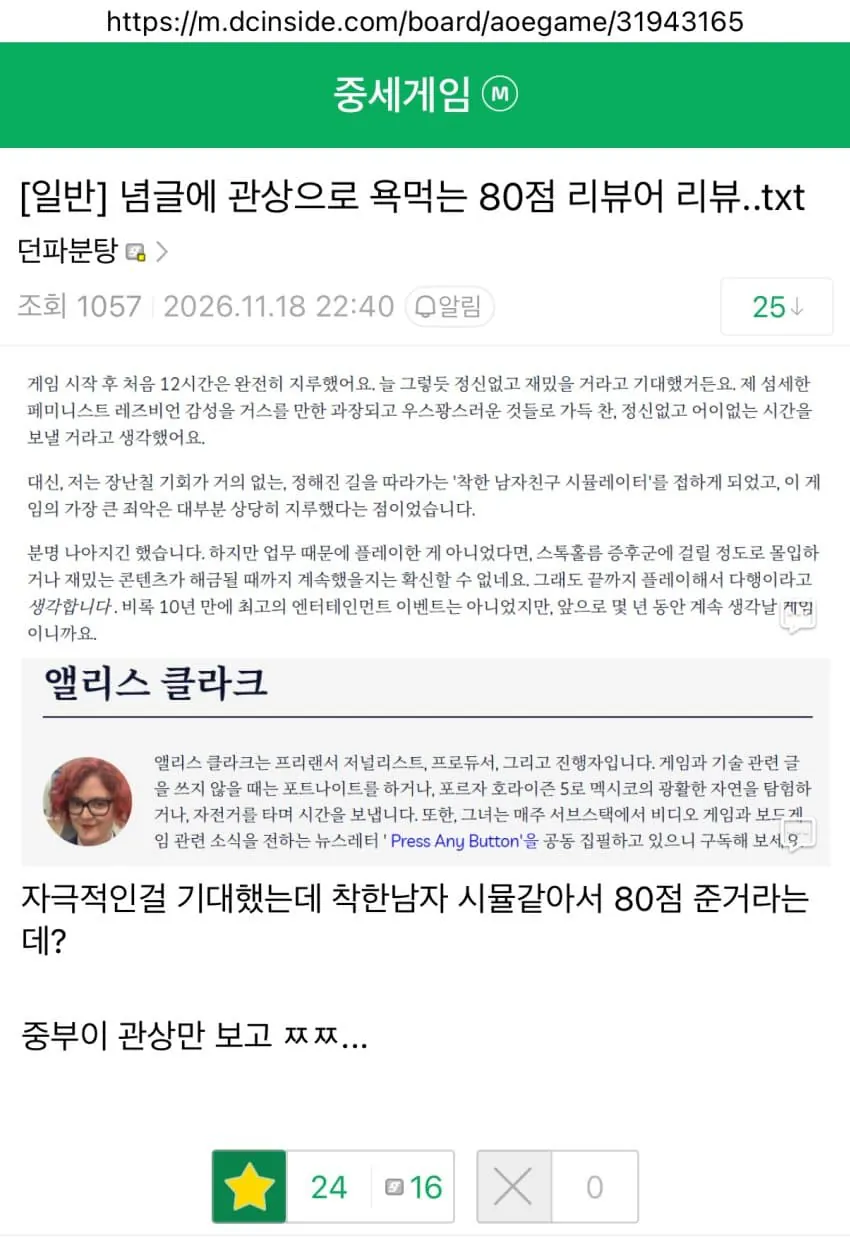 https://m.dcinside.com/board/aoegame/31943165
중세게임 M
[일반] 념글에 관상으로 욕먹는 80점 리뷰어 리뷰..txt
던파분탕
조회 1057 2026.11.18 22:40 알림
25↓
게임 시작 후 처음 12시간은 완전히 지루했어요. 늘 그렇듯 정신없고 재밌을 거라고 기대했거든요. 제 섬세한
페미니스트 레즈비언 감성을 거스를 만한 과장되고 우스꽝스러운 것들로 가득 찬, 정신없고 어이없는 시간을
보낼 거라고 생각했어요.
대신, 저는 장난칠 기회가 거의 없는, 정해진 길을 따라가는 '착한 남자친구 시뮬레이터'를 접하게 되었고, 이 게
임의 가장 큰 죄악은 대부분 상당히 지루했다는 점이었습니다.
분명 나아지긴 했습니다. 하지만 업무 때문에 플레이한 게 아니었다면, 스톡홀름 증후군에 걸릴 정도로 몰입하
거나 재밌는 콘텐츠가 해금될 때까지 계속했을지는 확신할 수 없네요. 그래도 끝까지 플레이해서 다행이라고
생각합니다. 비록 10년 만에 최고의 엔터테인먼트 이벤트는 아니었지만, 앞으로 몇 년 동안 계속 생각날 게임
이니까요.
앨리스 클라크
앨리스 클라크는 프리랜서 저널리스트, 프로듀서, 그리고 진행자입니다. 게임과 기술 관련 글
을 쓰지 않을 때는 포트나이트를 하거나, 포르자 호라이즌 5로 멕시코의 광활한 자연을 탐험하
거나, 자전거를 타며 시간을 보냅니다. 또한, 그녀는 매주 서브스택에서 비디오 게임과 보드게
임 관련 소식을 전하는 뉴스레터 ' Press Any Button'을 공동 집필하고 있으니 구독해 보세요.
자극적인걸 기대했는데 착한남자 시뮬같아서 80점 준거라는
데?
중부이 관상만 보고 ㅉㅉ...
24 16 0